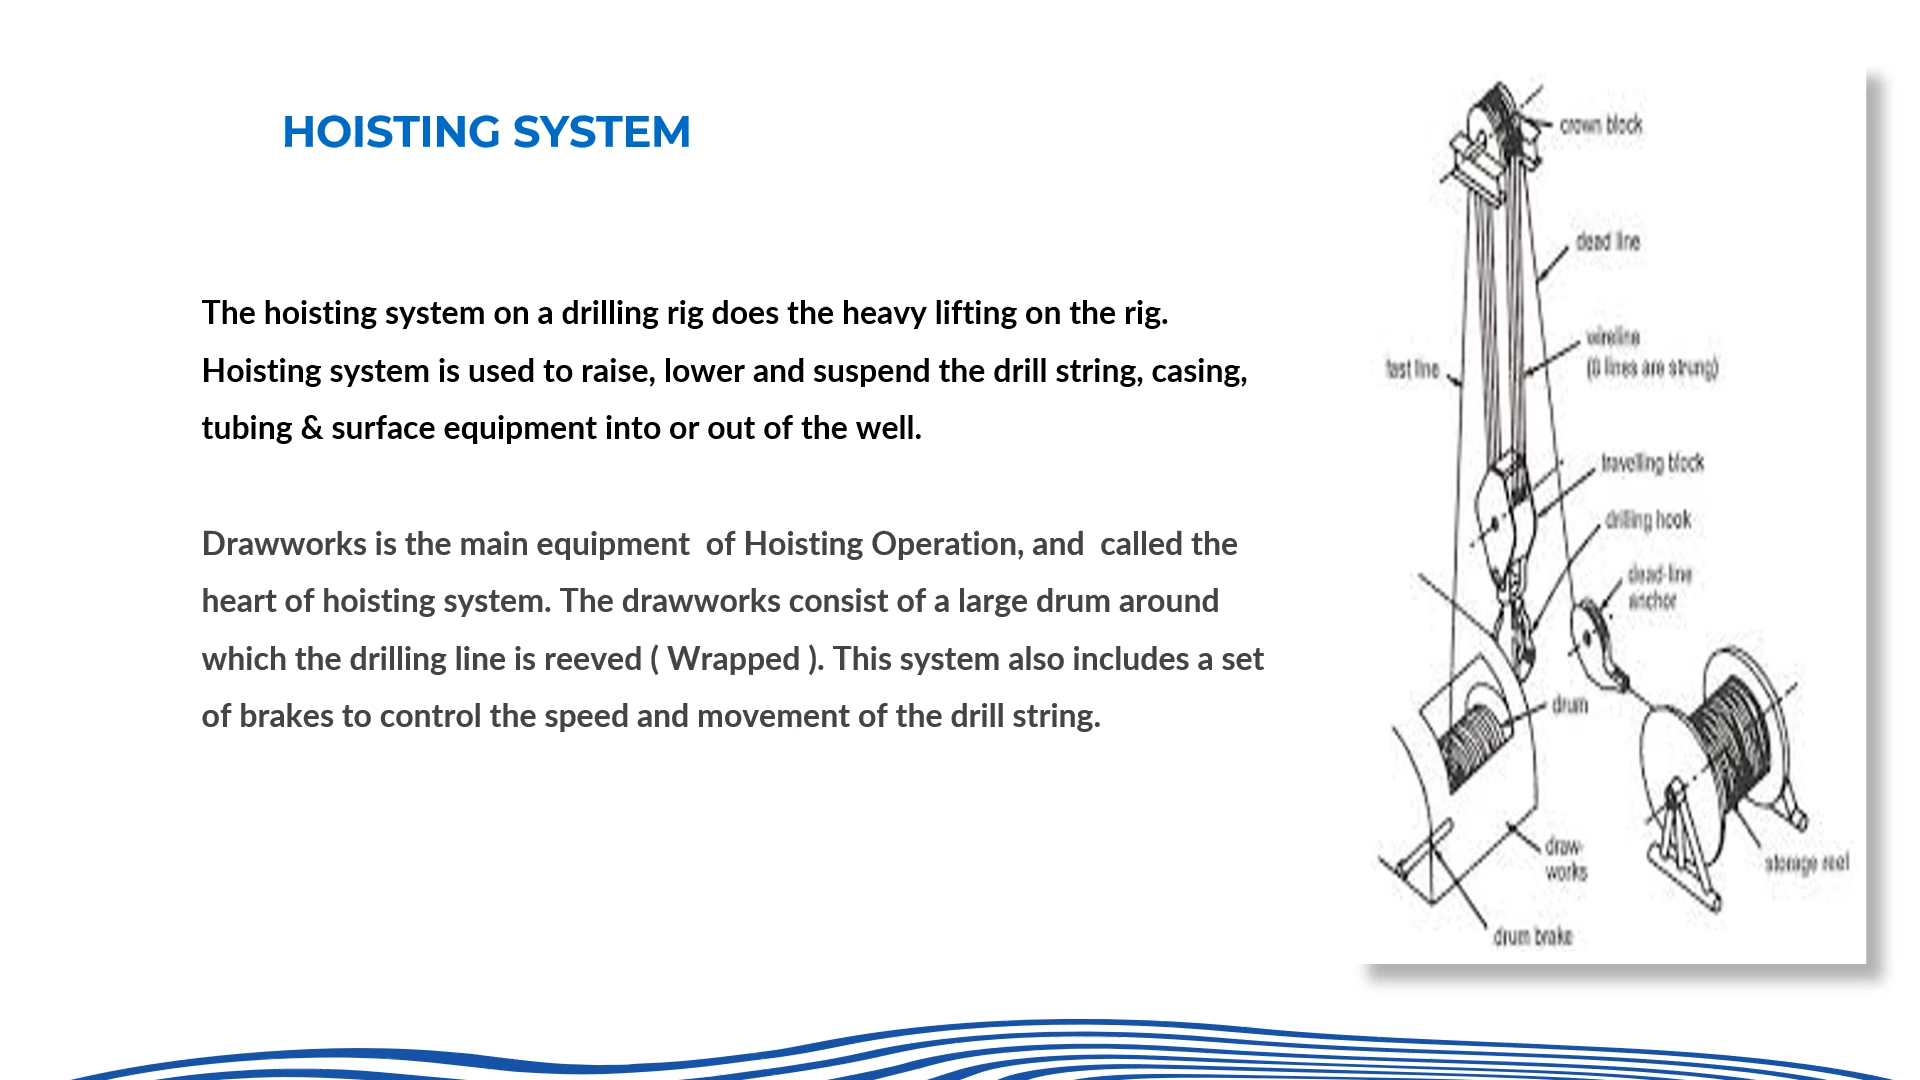 HOISTING SYSTEM
The hoisting system on a drilling rig does the heavy lifting on the rig.
Hoisting system is used to raise, lower and suspend the drill string, casing,
tubing & surface equipment into or out of the well.
Drawworks is the main equipment  of Hoisting Operation, and  called the
heart of hoisting system. The drawworks consist of a large drum around
which the drilling line is reeved ( Wrapped ). This system also includes a set
of brakes to control the speed and movement of the drill string.
crown block
dead line
wireline
lines are strung)
fast line
travelling block
drilling hook
dead-line
anchor
drum
draw-
works
storage reel
drum brake